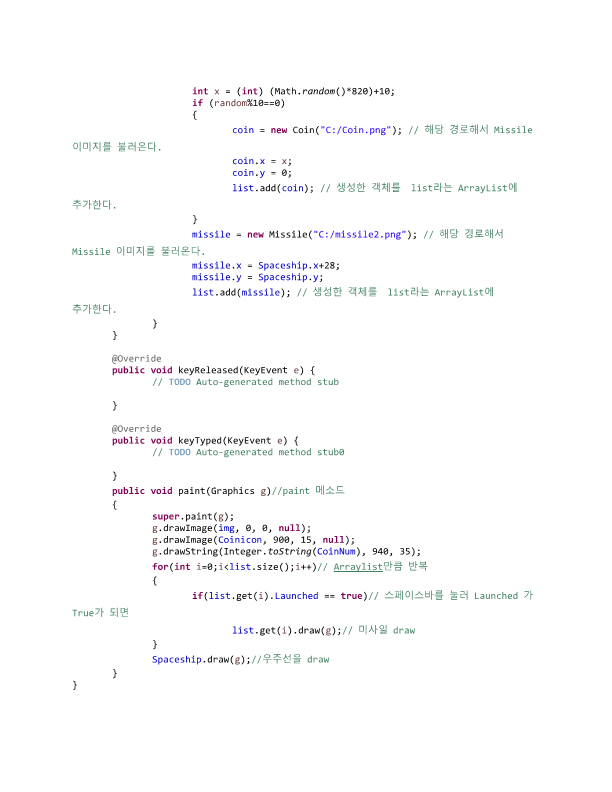 int x = (int) (Math.random()*820)+10;
if (random%10==0)
{
coin = new Coin("C:/Coin.png"); // 해당 경로해서 Missile
이미지를 불러온다.
coin.x = x;
coin.y = 0;
list.add(coin); // 생성한 객체를 list라는 ArrayList에
추가한다.
}
missile = new Missile("C:/missile2.png"); // 해당 경로해서
Missile 이미지를 불러온다.
missile.x = Spaceship.x+28;
missile.y = Spaceship.y;
list.add(missile); // 생성한 객체를 list라는 ArrayList에
추가한다.
}
}
@Override
public void keyReleased(KeyEvent e) {
// TODO Auto-generated method stub
}
@Override
public void keyTyped(KeyEvent e) {
// TODO Auto-generated method stub0
}
public void paint(Graphics g)//paint 메소드
{
super.paint(g);
g.drawImage(img, 0, 0, null);
g.drawImage(Coinicon, 900, 15, null);
g.drawString(Integer.toString(CoinNum), 940, 35);
for(int i=0;i<list.size();i++)// Arraylist만큼 반복
{
if(list.get(i).Launched == true)// 스페이스바를 눌러 Launched 가
True가 되면
list.get(i).draw(g);// 미사일 draw
}
Spaceship.draw(g);//우주선을 draw
}
}